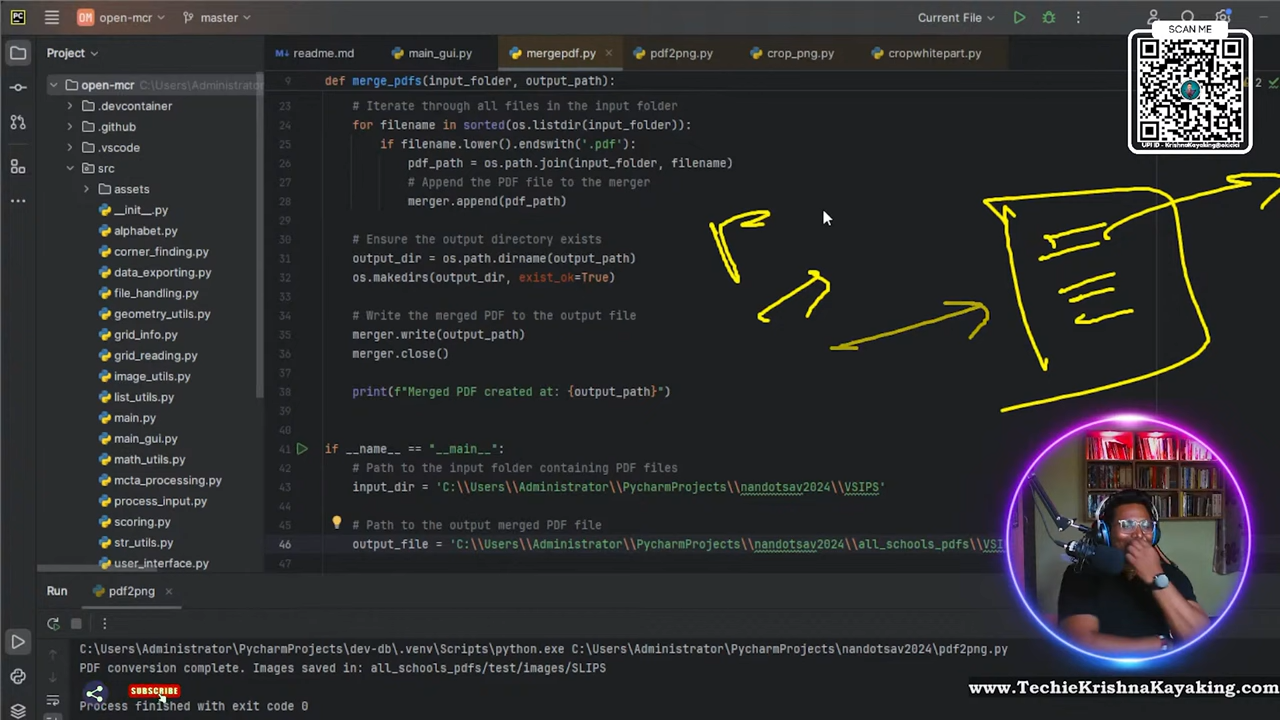 PC
OM open-mcr
master
Current File
SCAN ME
UPI ID - KrishnaKayaking@okicici
Project
readme.md
main_gui.py
mergepdf.py
pdf2png.py
crop_png.py
cropwhitepart.py
open-mcr C:\Users\Administrator
.devcontainer
.github
.vscode
src
assets
__init__.py
alphabet.py
corner_finding.py
data_exporting.py
file_handling.py
geometry_utils.py
grid_info.py
grid_reading.py
image_utils.py
list_utils.py
main.py
main_gui.py
math_utils.py
mcta_processing.py
process_input.py
scoring.py
str_utils.py
user_interface.py
9 def merge_pdfs(input_folder, output_path):
2
23 # Iterate through all files in the input folder
24 for filename in sorted(os.listdir(input_folder)):
25 if filename.lower().endswith('.pdf'):
26 pdf_path = os.path.join(input_folder, filename)
27 # Append the PDF file to the merger
28 merger.append(pdf_path)
29
30 # Ensure the output directory exists
31 output_dir = os.path.dirname(output_path)
32 os.makedirs(output_dir, exist_ok=True)
33
34 # Write the merged PDF to the output file
35 merger.write(output_path)
36 merger.close()
37
38 print(f"Merged PDF created at: {output_path}")
39
40
41 if __name__ == "__main__":
42 # Path to the input folder containing PDF files
43 input_dir = 'C:\\Users\\Administrator\\PycharmProjects\\nandotsav2024\\VSIPS'
44
45 # Path to the output merged PDF file
46 output_file = 'C:\\Users\\Administrator\\PycharmProjects\\nandotsav2024\\all_schools_pdfs\\VSI
47
Run
pdf2png
C:\Users\Administrator\PycharmProjects\dev-db\.venv\Scripts\python.exe C:\Users\Administrator\PycharmProjects\nandotsav2024\pdf2png.py
PDF conversion complete. Images saved in: all_schools_pdfs/test/images/SLIPS
SUBSCRIBE
Process finished with exit code 0
www.TechieKrishnaKayaking.com